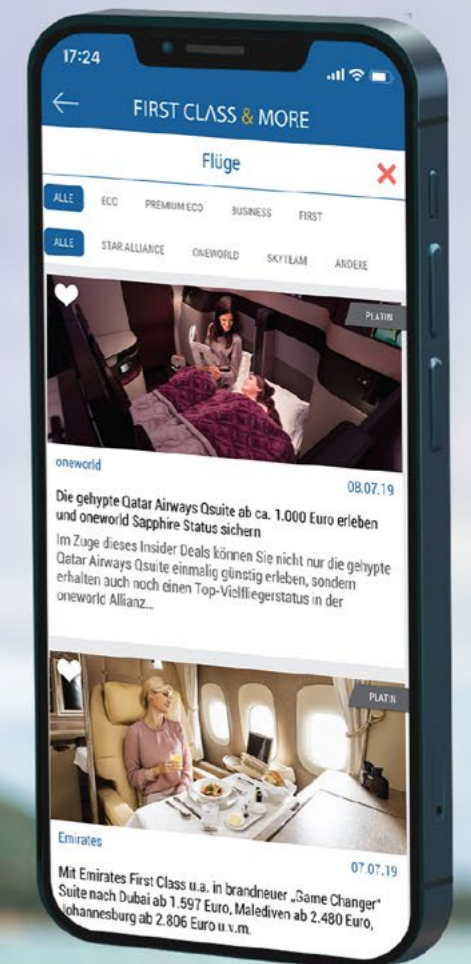 17:24
FIRST CLASS & MORE
Flüge
ALLE ECO PREMIUM ECO BUSINESS FIRST
ALLE STAR ALLIANCE ONEWORLD SKYTEAM ANDERE
PLATIN
oneworld
08.07.19
Die gehypte Qatar Airways Qsuite ab ca. 1.000 Euro erleben
und oneworld Sapphire Status sichern
Im Zuge dieses Insider Deals können Sie nicht nur die gehypte
Qatar Airways Qsuite einmalig günstig erleben, sondern
erhalten auch noch einen Top-Vielfliegerstatus in der
oneworld Allianz...
PLATIN
Emirates
07.07.19
Mit Emirates First Class u.a. in brandneuer „Game Changer“
Suite nach Dubai ab 1.597 Euro, Malediven ab 2.480 Euro,
Johannesburg ab 2.806 Euro u.v.m.